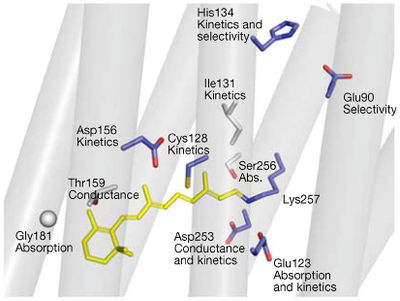 His134
Kinetics and
selectivity
Ile131
Kinetics
Glu90
Selectivity
Asp156
Kinetics
Cys128
Kinetics
Ser256
Abs.
Thr159
Conductance
Lys257
Gly181
Absorption
Asp253
Conductance
and kinetics
Glu123
Absorption
and kinetics